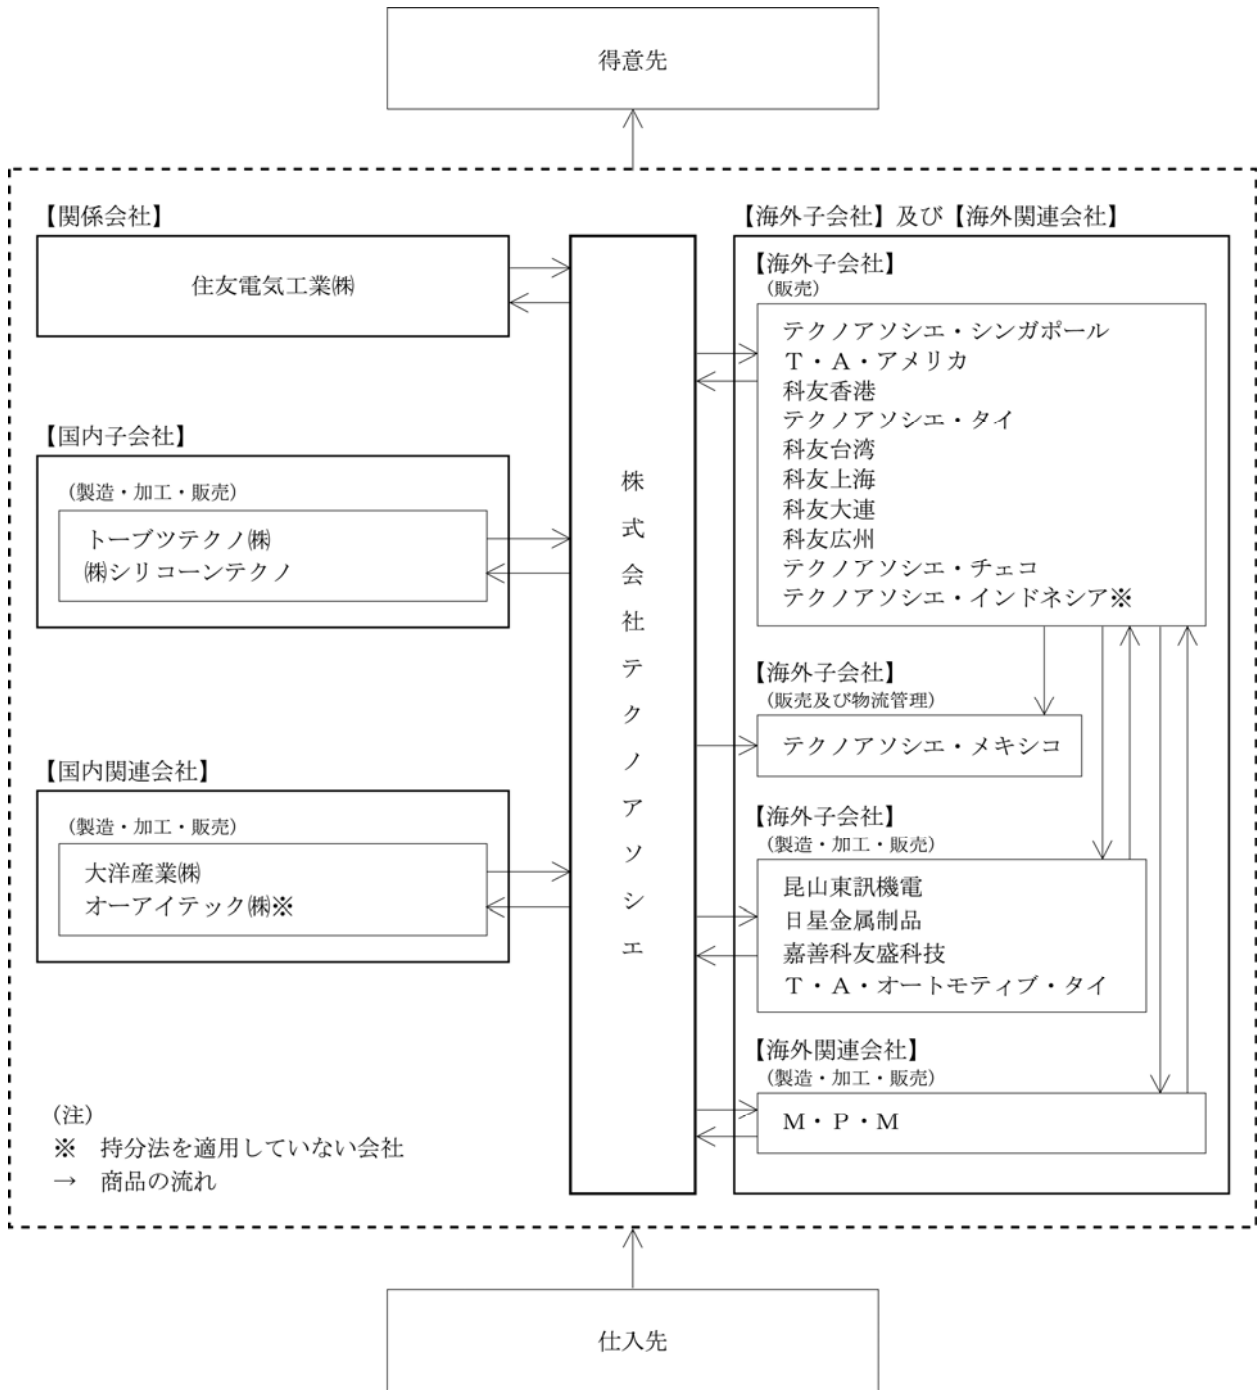 得意先
【関係会社】
住友電気工業㈱
【国内子会社】
（製造・加工・販売）
トーブツテクノ㈱
㈱シリコーンテクノ
【国内関連会社】
（製造・加工・販売）
大洋産業㈱
オーアイテック㈱※
株式会社テクノアソシエ
【海外子会社】及び【海外関連会社】
【海外子会社】
（販売）
テクノアソシエ・シンガポール
Ｔ・Ａ・アメリカ
科友香港
テクノアソシエ・タイ
科友台湾
科友上海
科友大連
科友広州
テクノアソシエ・チェコ
テクノアソシエ・インドネシア※
【海外子会社】
（販売及び物流管理）
テクノアソシエ・メキシコ
【海外子会社】
（製造・加工・販売）
昆山東訊機電
日星金属制品
嘉善科友盛科技
Ｔ・Ａ・オートモティブ・タイ
【海外関連会社】
（製造・加工・販売）
Ｍ・Ｐ・Ｍ
（注）
※　持分法を適用していない会社
→　商品の流れ
仕入先